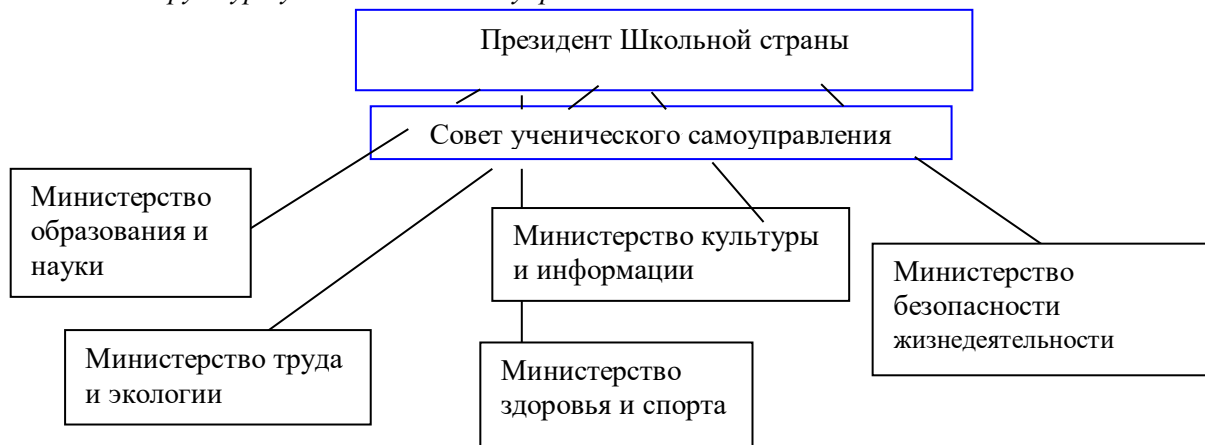 Президент Школьной страны
Совет ученического самоуправления
Министерство
образования и
науки
Министерство культуры
и информации
Министерство
безопасности
жизнедеятельности
Министерство труда
и экологии
Министерство
здоровья и спорта